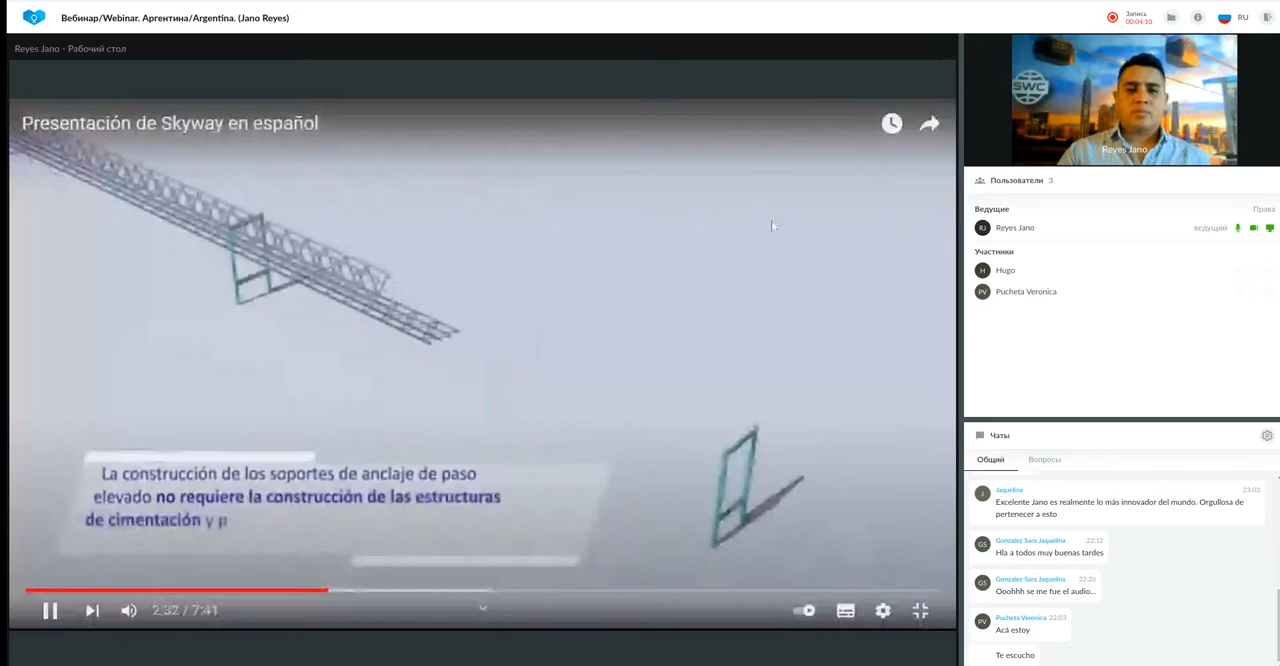 Вебинар/Webinar. Аргентина/Argentina. (Jano Reyes)
Запись
00:04:10
RU
Reyes Jano - Рабочий стол
Presentación de Skyway en español
La construcción de los soportes de anclaje de paso
elevado no requiere la construcción de las estructuras
de cimentación y p
2:32 / 7:41
SWC
Reyes Jano
Пользователи 3
Ведущие
Права
RJ
Reyes Jano
ведущий
Участники
H
Hugo
PV
Pucheta Veronica
Чаты
Общий
Вопросы
J
Jaquelina
23:03
Excelente Jano es realmente lo más innovador del mundo. Orgullosa de
pertenecer a esto
GS
Gonzalez Sara Jaquelina
22:12
Hla a todos muy buenas tardes
GS
Gonzalez Sara Jaquelina
22:26
Ooohhh se me fue el audio...
PV
Pucheta Veronica 22:03
Acá estoy
Te escucho